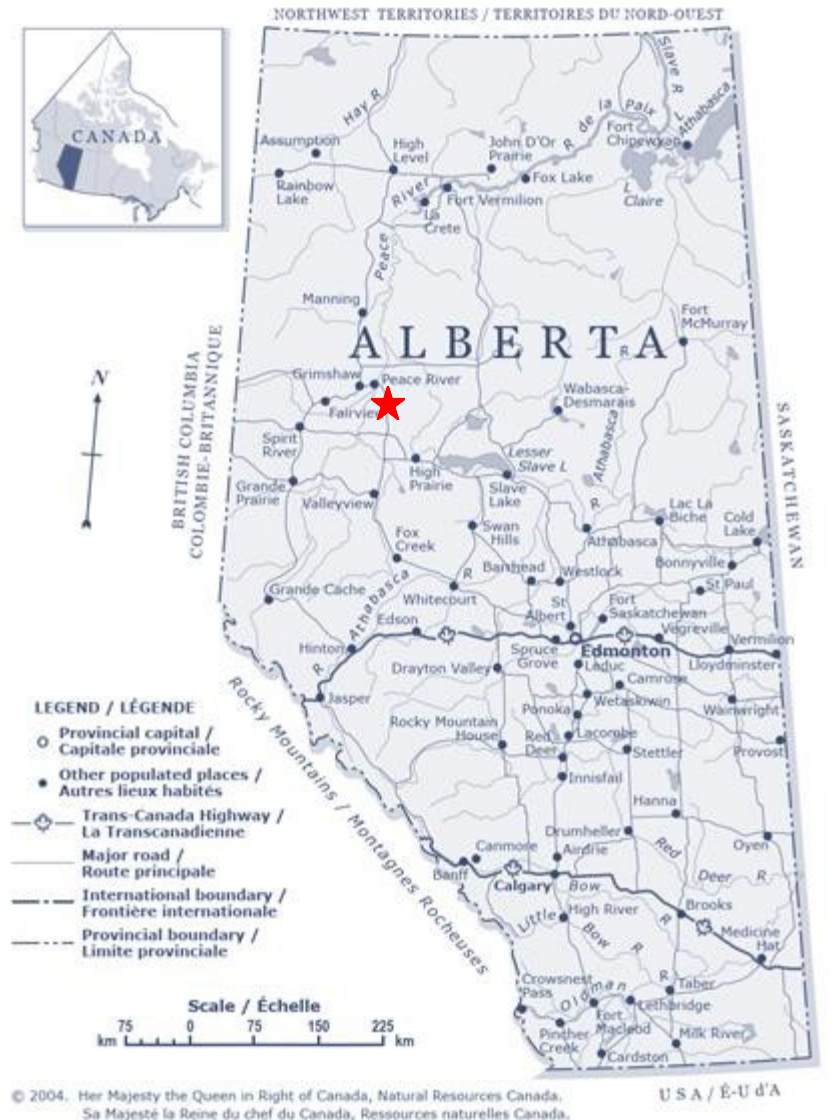 NORTHWEST TERRITORIES / TERRITOIRES DU NORD-OUEST
CANADA
Hay R
Slave R
R de la Paix
L Athabasca
Assumption
High
Level
John D'Or
Prairie
Fort
Chipewyan
Rainbow
Lake
River
Fort Vermilion
Fox Lake
L
Claire
La
Crete
Peace
Manning
Fort
McMurray
ALBERTA
R
BRITISH COLUMBIA
COLOMBIE-BRITANNIQUE
N
Grimshaw
Peace River
Fairview
Wabasca-
Desmarais
Athabasca
SASKATCHEWAN
Spirit
River
High
Prairie
Lesser
Slave L
Grande
Prairie
Valleyview
Slave
Lake
R
Lac La
Biche
Cold
Lake
Swan
Hills
Athabasca
Fox
Creek
Bonnyville
Barrhead
Westlock
St Paul
Athabasca
R
Grande Cache
Whitecourt
St
Albert
Fort
Saskatchewan
Edson
Vegreville
Vermilion
Hinton
Spruce
Grove
Edmonton
Lloydminster
R
Drayton Valley
Leduc
Camrose
Jasper
Wetaskiwin
Wainwright
Ponoka
Rocky Mountain
House
Red
Deer
Lacombe
Stettler
Provost
Innisfail
Rocky Mountains / Montagnes Rocheuses
Hanna
Drumheller
Red
Deer
R
Oyen
Canmore
Airdrie
Banff
Calgary
Bow
R
Brooks
Little
Bow
R
High River
Medicine
Hat
Crowsnest
Pass
Oldman
R
Taber
Lethbridge
Fort
Macleod
Pincher
Creek
Milk River
Cardston
USA / É-U d'A
LEGEND / LÉGENDE
Provincial capital /
Capitale provinciale
Other populated places /
Autres lieux habités
Trans-Canada Highway /
La Transcanadienne
Major road /
Route principale
International boundary /
Frontière internationale
Provincial boundary /
Limite provinciale
Scale / Échelle
75 0 75 150 225
km km
© 2004. Her Majesty the Queen in Right of Canada, Natural Resources Canada.
Sa Majesté la Reine du chef du Canada, Ressources naturelles Canada.